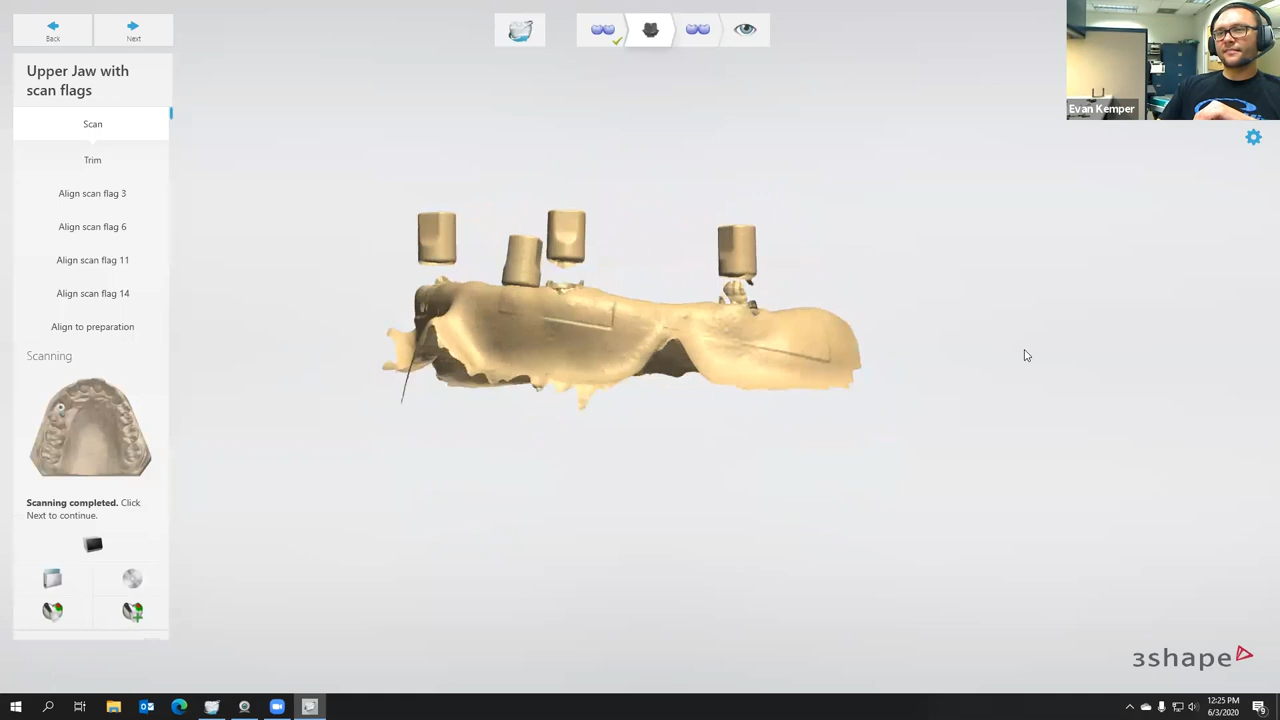 Back
Next
Evan Kemper
Upper Jaw with
scan flags
Scan
Trim
Align scan flag 3
Align scan flag 6
Align scan flag 11
Align scan flag 14
Align to preparation
Scanning
Scanning completed. Click
Next to continue.
3shape
12:25 PM
6/3/2020